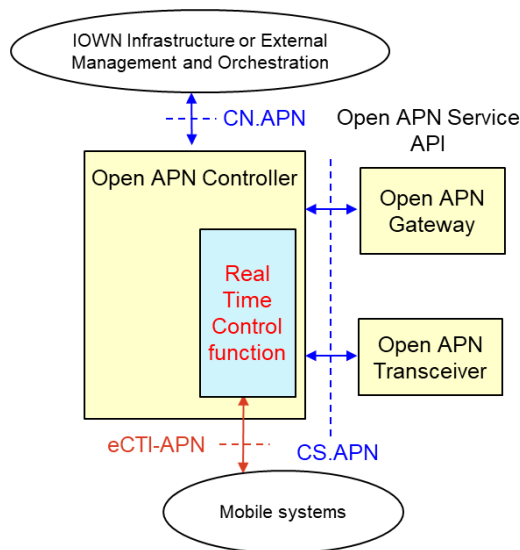 IOWN Infrastructure or External
Management and Orchestration
CN.APN
Open APN Service
API
Open APN Controller
Open APN
Gateway
Real
Time
Control
function
Open APN
Transceiver
eCTI-APN
CS.APN
Mobile systems